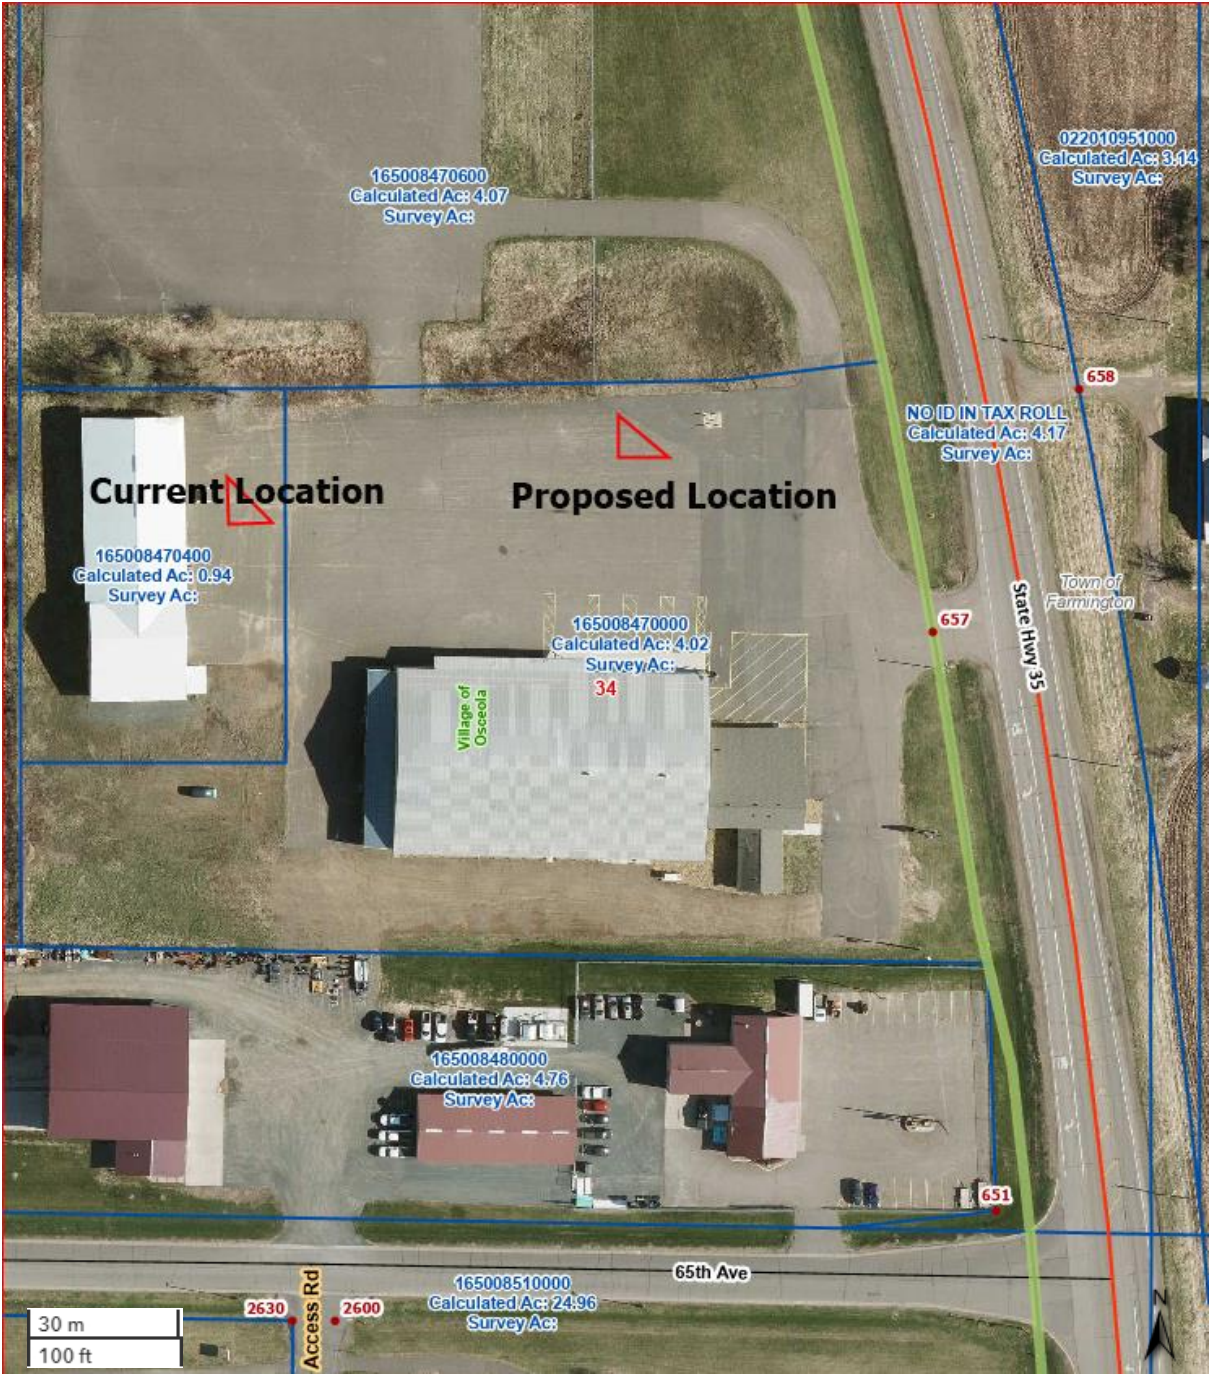 022010951000
Calculated Ac: 3.14
Survey Ac:
165008470600
Calculated Ac: 4.07
Survey Ac:
658
NO ID IN TAX ROLL
Calculated Ac: 4.17
Survey Ac:
Current Location
Proposed Location
165008470400
Calculated Ac: 0.94
Survey Ac:
Town of
Farmington
State Hwy 35
657
165008470000
Calculated Ac: 4.02
Survey Ac:
34
Village of
Osceola
165008480000
Calculated Ac: 4.76
Survey Ac:
651
65th Ave
165008510000
Calculated Ac: 24.96
Survey Ac:
2630
2600
Access Rd
N
30 m
100 ft